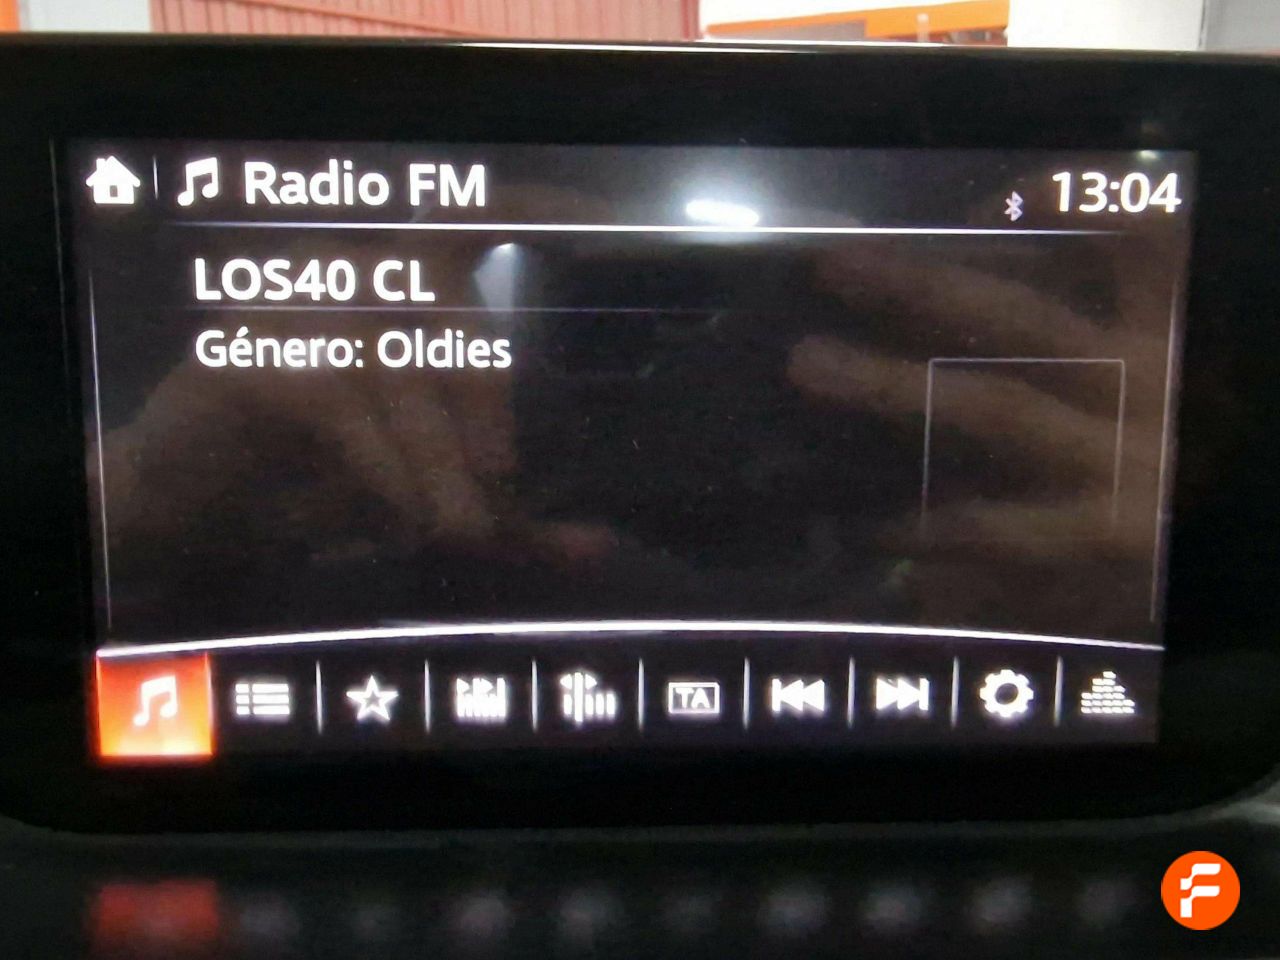 Radio FM
13:04
LOS40 CL
Género: Oldies
TA
F